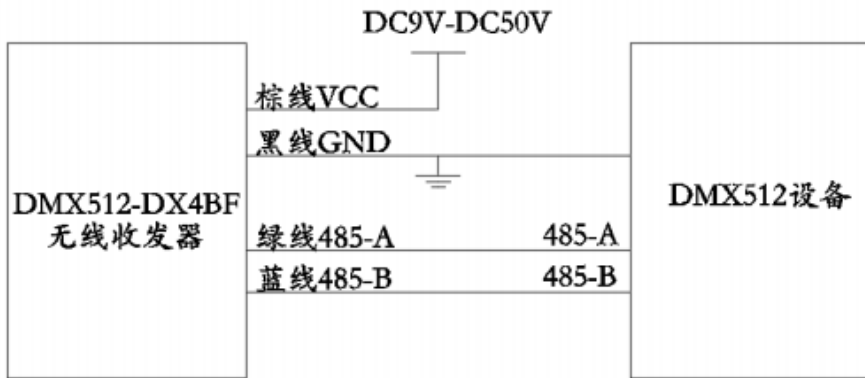 DC9V-DC50V
棕线VCC
黑线GND
DMX512-DX4BF
无线收发器
DMX512设备
绿线485-A
485-A
蓝线485-B
485-B